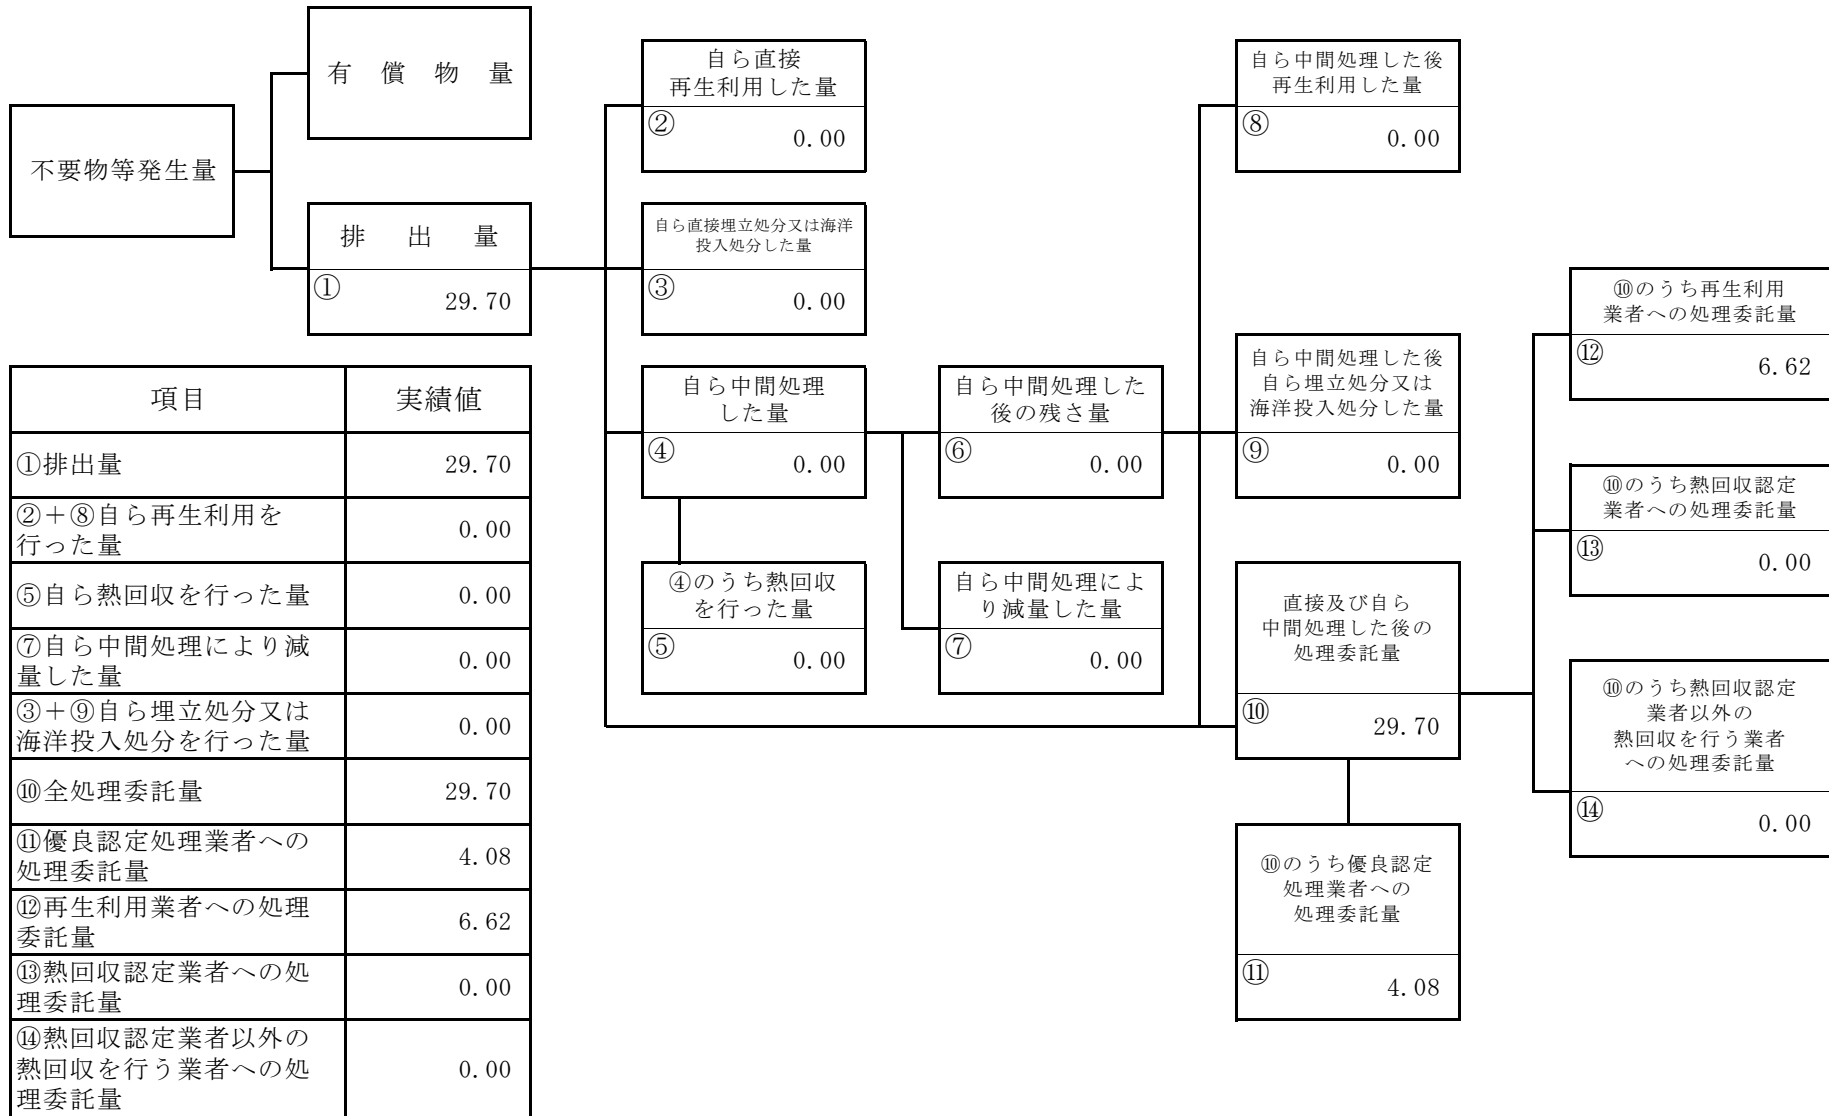 不要物等発生量
有償物量
排出量
①
29.70
自ら直接
再生利用した量
②
0.00
自ら直接埋立処分又は海洋
投入処分した量
③
0.00
自ら中間処理
した量
④
0.00
④のうち熱回収
を行った量
⑤
0.00
自ら中間処理した
後の残さ量
⑥
0.00
自ら中間処理によ
り減量した量
⑦
0.00
自ら中間処理した後
再生利用した量
⑧
0.00
自ら中間処理した後
自ら埋立処分又は
海洋投入処分した量
⑨
0.00
直接及び自ら
中間処理した後の
処理委託量
⑩
29.70
⑩のうち優良認定
処理業者への
処理委託量
⑪
4.08
⑩のうち再生利用
業者への処理委託量
⑫
6.62
⑩のうち熱回収認定
業者への処理委託量
⑬
0.00
⑩のうち熱回収認定
業者以外の
熱回収を行う業者
への処理委託量
⑭
0.00
項目 実績値
①排出量 29.70
②＋⑧自ら再生利用を
行った量 0.00
⑤自ら熱回収を行った量 0.00
⑦自ら中間処理により減
量した量 0.00
③＋⑨自ら埋立処分又は
海洋投入処分を行った量 0.00
⑩全処理委託量 29.70
⑪優良認定処理業者への
処理委託量 4.08
⑫再生利用業者への処理
委託量 6.62
⑬熱回収認定業者への処
理委託量 0.00
⑭熱回収認定業者以外の
熱回収を行う業者への処
理委託量 0.00